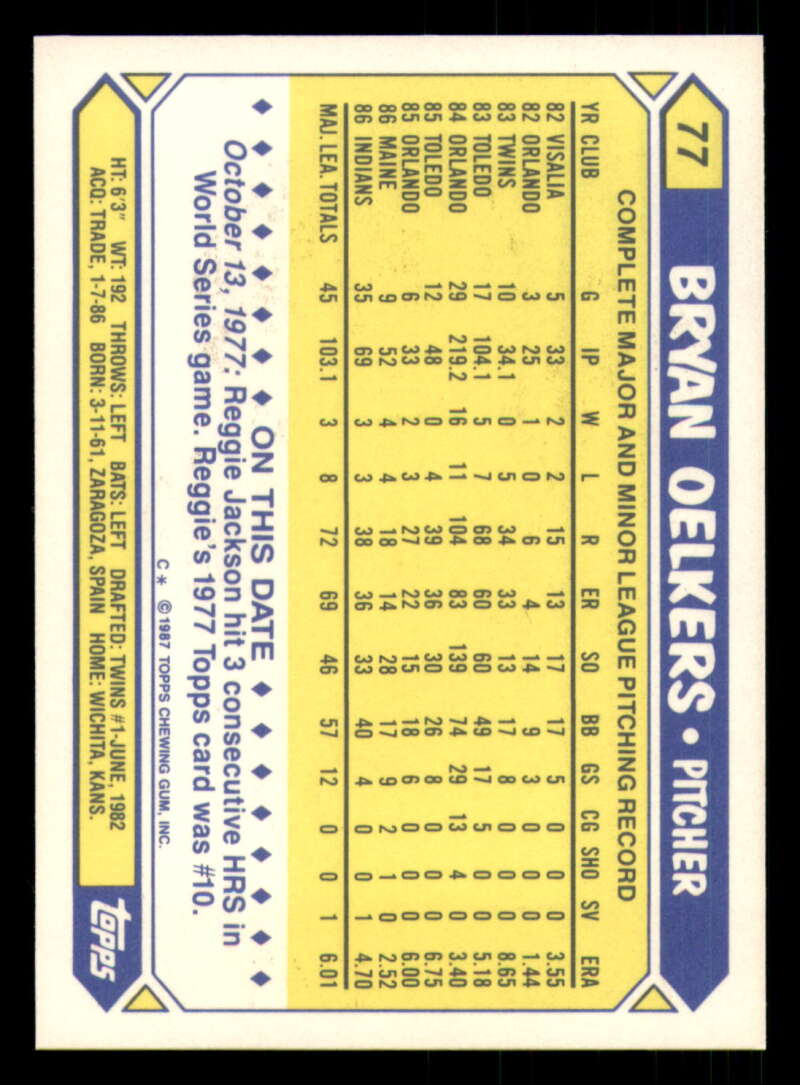 77 BRYAN OELKERS • PITCHER
COMPLETE MAJOR AND MINOR LEAGUE PITCHING RECORD
YR CLUB G IP W L R ER SO BB GS CG SHO SV ERA
82 VISALIA 5 33 2 2 15 13 17 17 5 0 0 0 3.55
82 ORLANDO 3 25 1 0 6 4 14 9 3 0 0 0 1.44
83 TWINS 10 34.1 0 5 34 33 13 17 8 0 0 0 8.65
83 TOLEDO 17 104.1 5 7 68 60 60 49 17 5 0 0 5.18
84 ORLANDO 29 219.2 16 11 104 83 139 74 29 13 4 0 3.40
85 TOLEDO 12 48 0 4 39 36 30 26 8 0 0 0 6.75
85 ORLANDO 6 33 2 3 27 22 15 18 6 0 0 0 6.00
86 MAINE 9 52 4 4 18 14 28 17 9 2 1 0 2.52
86 INDIANS 35 69 3 3 38 36 33 40 4 0 0 1 4.70
MAJ. LEA. TOTALS 45 103.1 3 8 72 69 46 57 12 0 0 1 6.01
ON THIS DATE
October 13, 1977: Reggie Jackson hit 3 consecutive HRS in
World Series game. Reggie's 1977 Topps card was #10.
C* ©1987 TOPPS CHEWING GUM, INC.
HT: 6'3" WT: 192 THROWS: LEFT BATS: LEFT DRAFTED: TWINS #1-JUNE, 1982
ACQ: TRADE, 1-7-86 BORN: 3-11-61, ZARAGOZA, SPAIN HOME: WICHITA, KANS.
topps